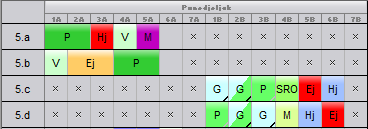 Ponedjeljak
1A 2A 3A 4A 5A 6A 7B 1B 2B 3B 4B 5B 6B 7B
5.a P Hj V M × × × × × × × × ×
5.b V Ej P × × × × × × × × ×
5.c × × × × × × × G G P SRO Ej Hj ×
5.d × × × × × × × P G G M Hj Ej ×